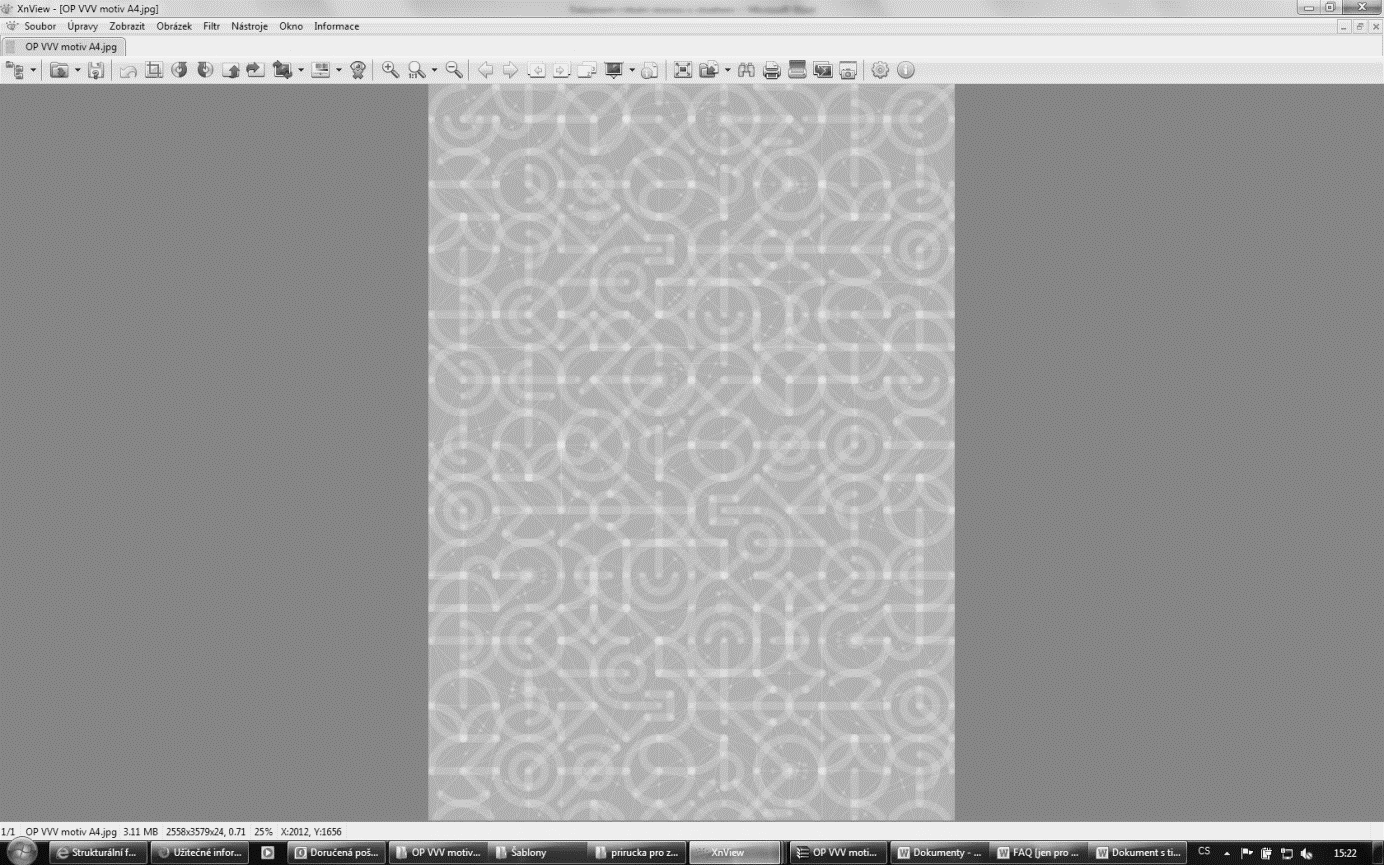 XnView - [OP VVV motiv A4.jpg]
Soubor Úpravy Zobrazit Obrázek Filtr Nástroje Okno Informace
OP VVV motiv A4.jpg
1:1
1/1 OP VVV motiv A4.jpg 3.11 MB 2558x3579x24, 0.71 25% X:2012, Y:1656
Strukturální f... Užitečné infor... Doručená poš... OP VVV motiv... Šablony prirucka pro z... XnView OP VVV moti... Dokumenty - ... FAQ [jen pro ... Dokument s ti... CS 15:22